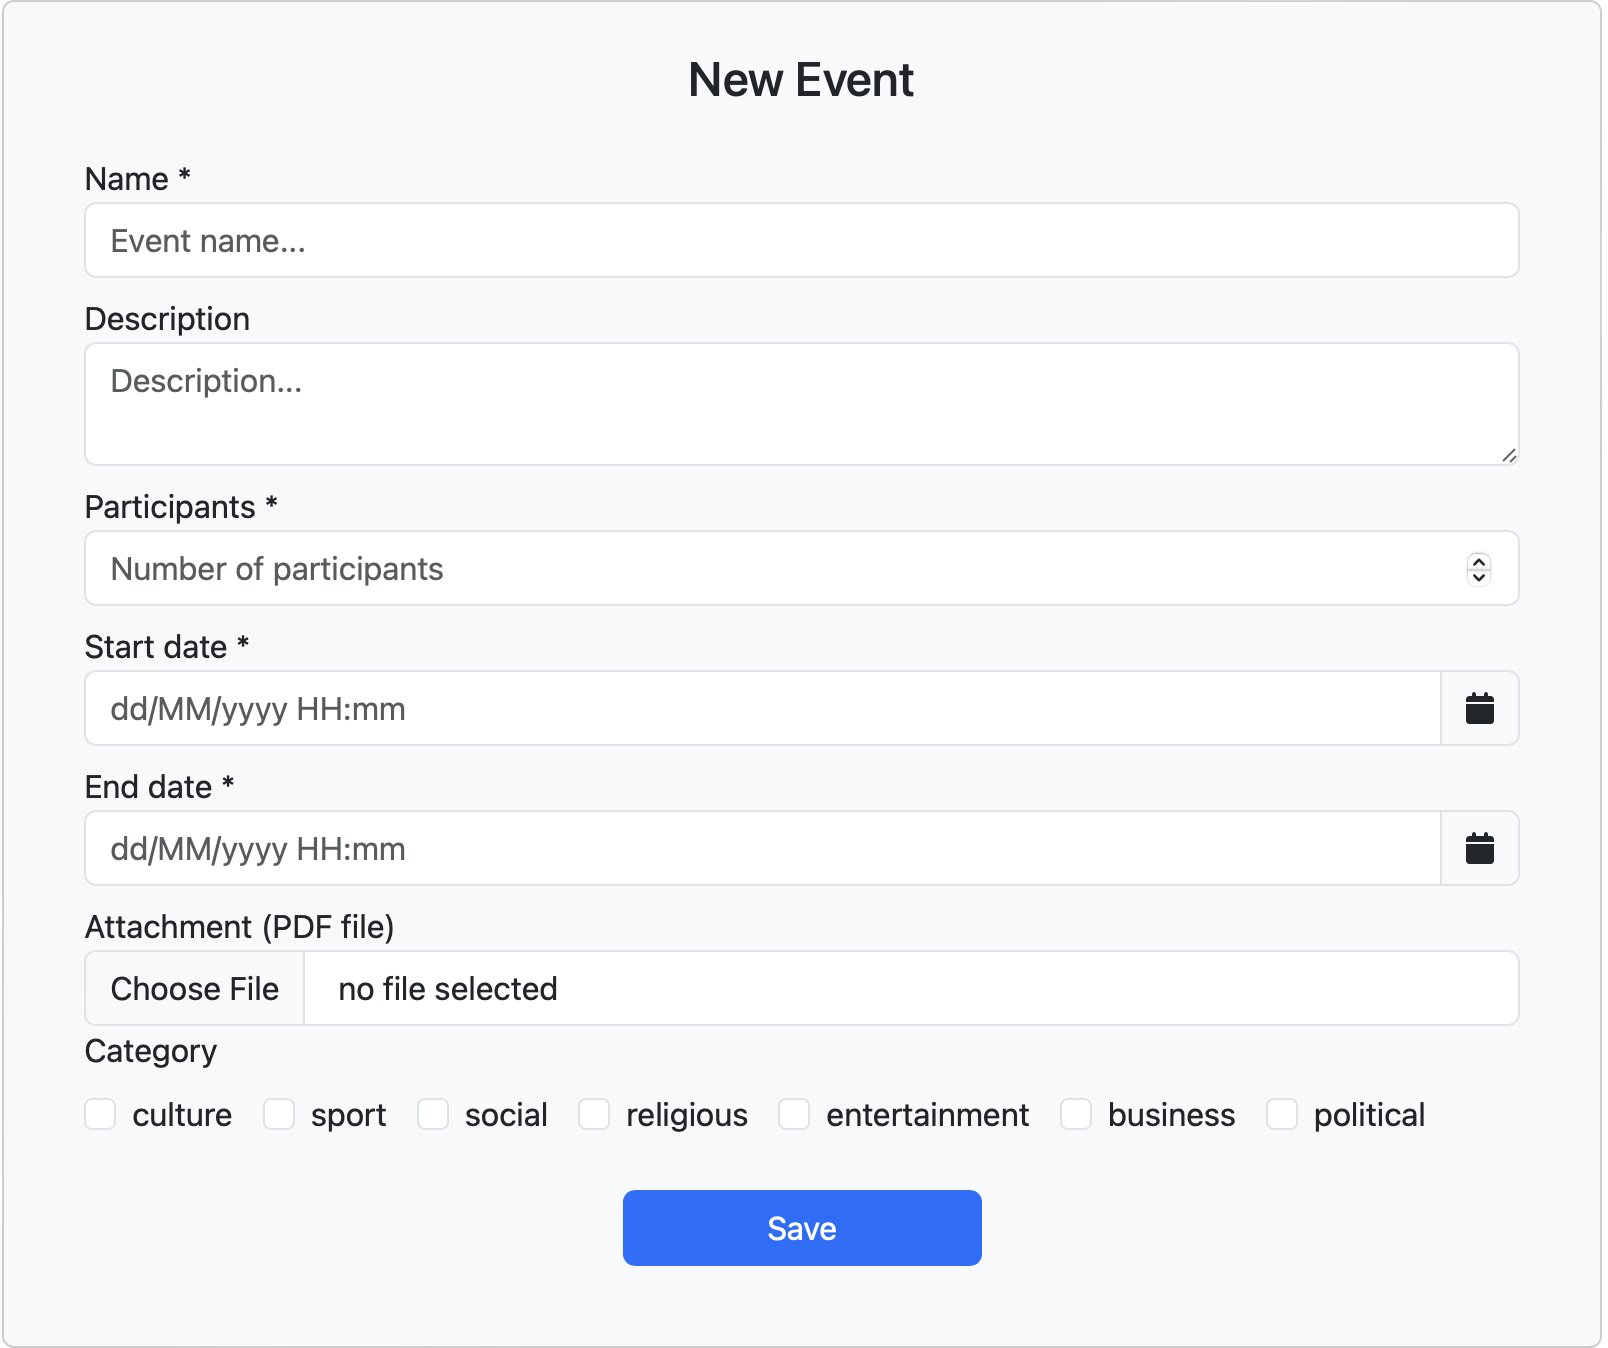 New Event
Name *
Event name...
Description
Description...
Participants *
Number of participants
Start date *
dd/MM/yyyy HH:mm
End date *
dd/MM/yyyy HH:mm
Attachment (PDF file)
Choose File no file selected
Category
culture sport social religious entertainment business political
Save